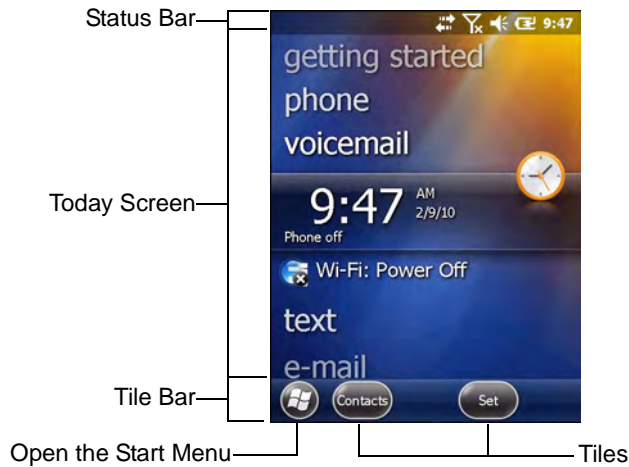 Status Bar
9:47
getting started
phone
voicemail
Today Screen
9:47 AM
2/9/10
Phone off
Wi-Fi: Power Off
text
e-mail
Tile Bar
Contacts
Set
Open the Start Menu
Tiles